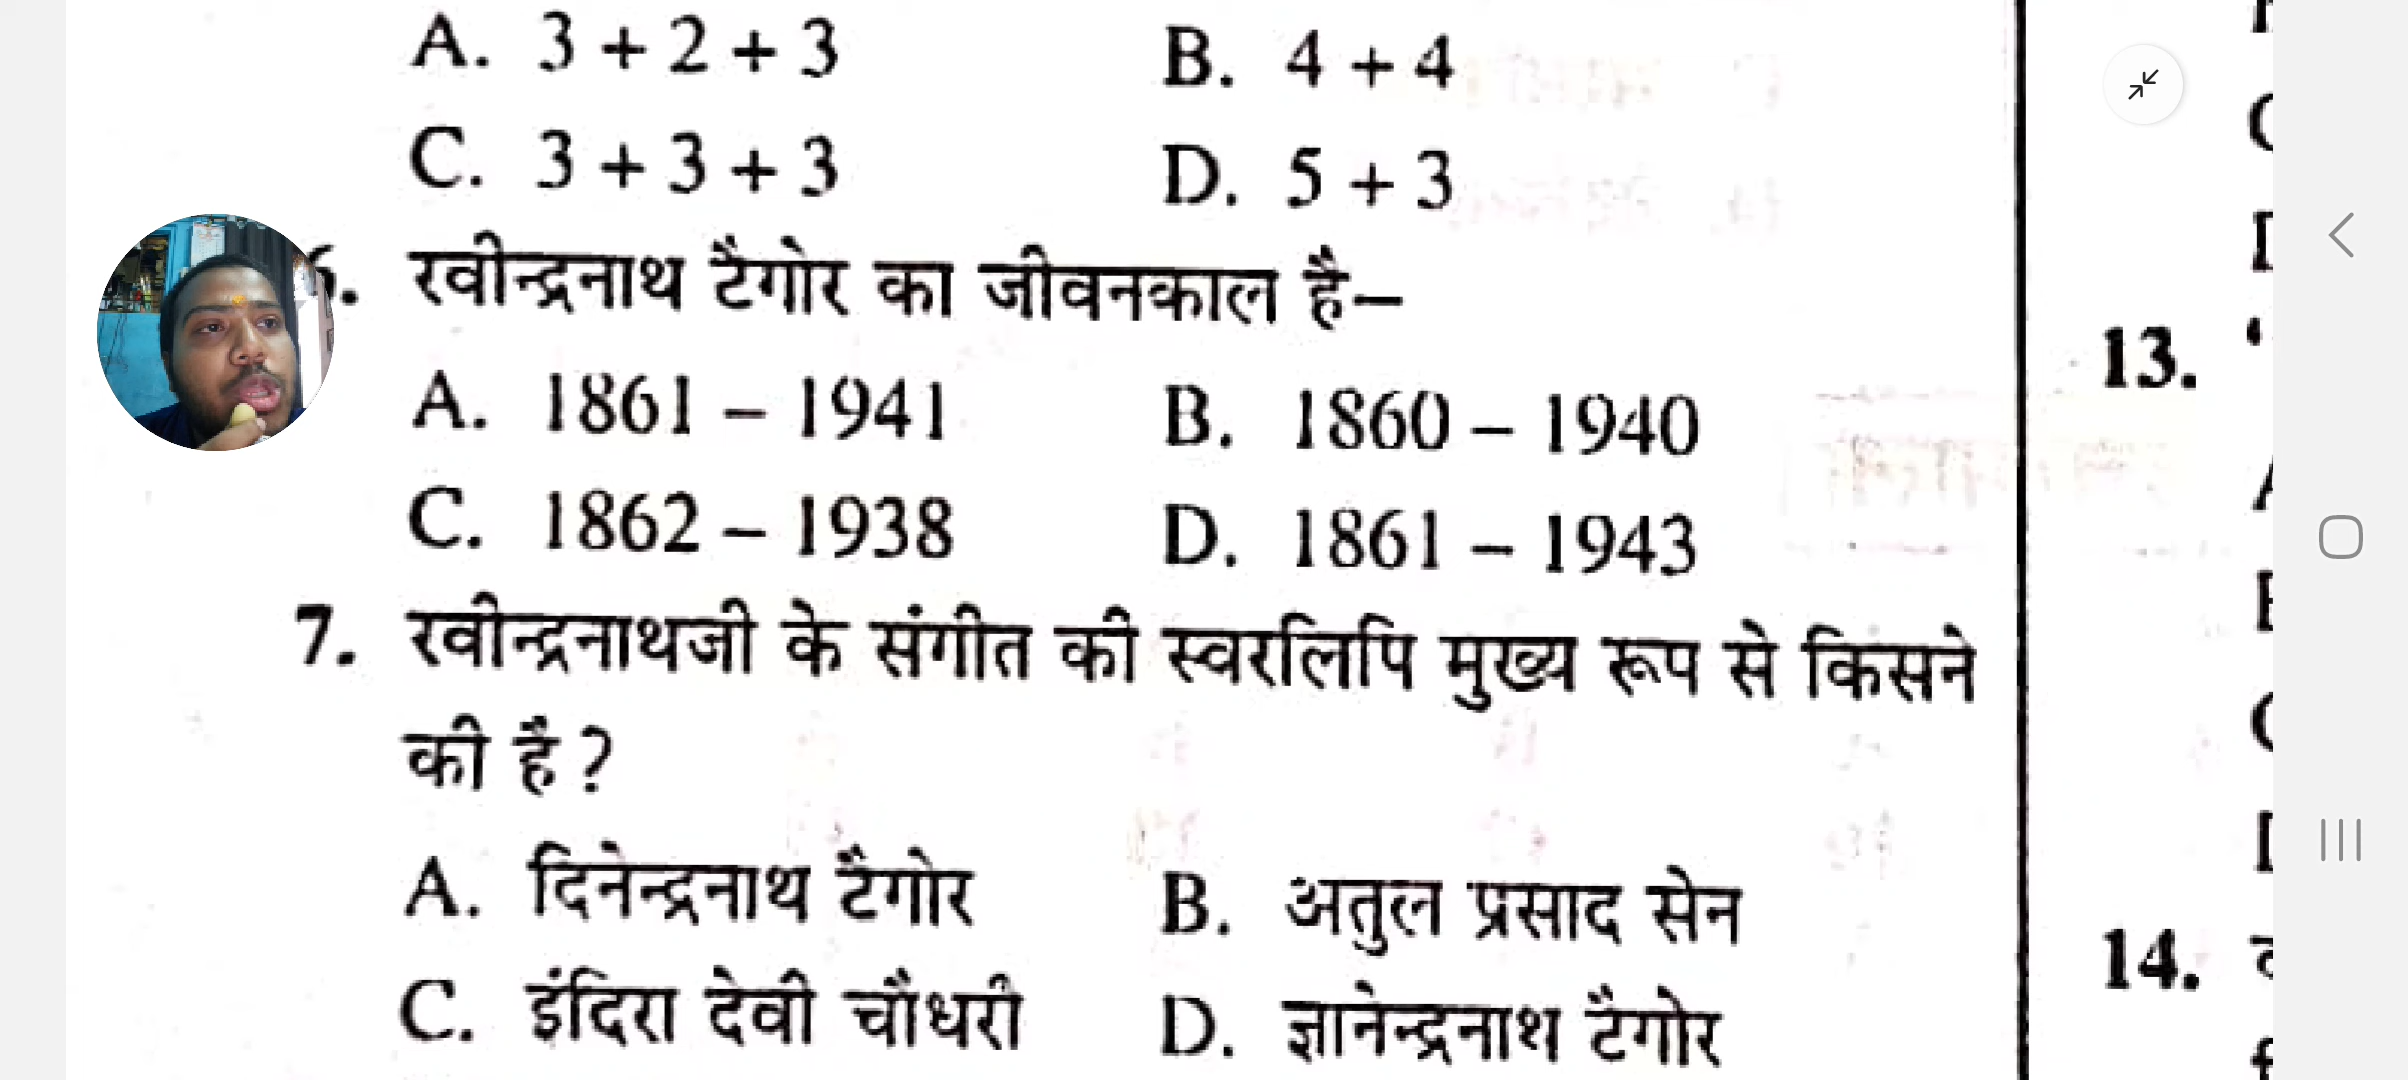 A. 3 + 2 + 3
B. 4 + 4
C. 3 + 3 + 3
D. 5 + 3
6. रवीन्द्रनाथ टैगोर का जीवनकाल है–
A. 1861 – 1941
B. 1860 – 1940
C. 1862 – 1938
D. 1861 – 1943
7. रवीन्द्रनाथजी के संगीत की स्वरलिपि मुख्य रूप से किसने
की है ?
A. दिनेन्द्रनाथ टैगोर
B. अतुल प्रसाद सेन
C. इंदिरा देवी चौधरी
D. ज्ञानेन्द्रनाथ टैगोर
13.
14.